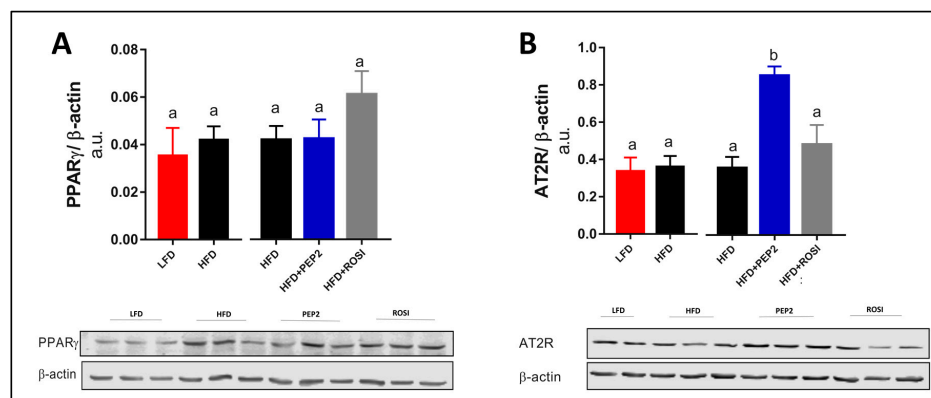 A
PPARγ/ β-actin
a.u.
0.08
0.06
0.04
0.02
0.00
a
a
a
a
a
LFD
HFD
HFD
HFD+PEP2
HFD+ROSI
LFD HFD PEP2 ROSI
PPARγ
β-actin
B
AT2R/ β-actin
a.u.
1.0
0.8
0.6
0.4
0.2
0.0
a
a
a
b
a
LFD
HFD
HFD
HFD+PEP2
HFD+ROSI
:
LFD HFD PEP2 ROSI
AT2R
β-actin